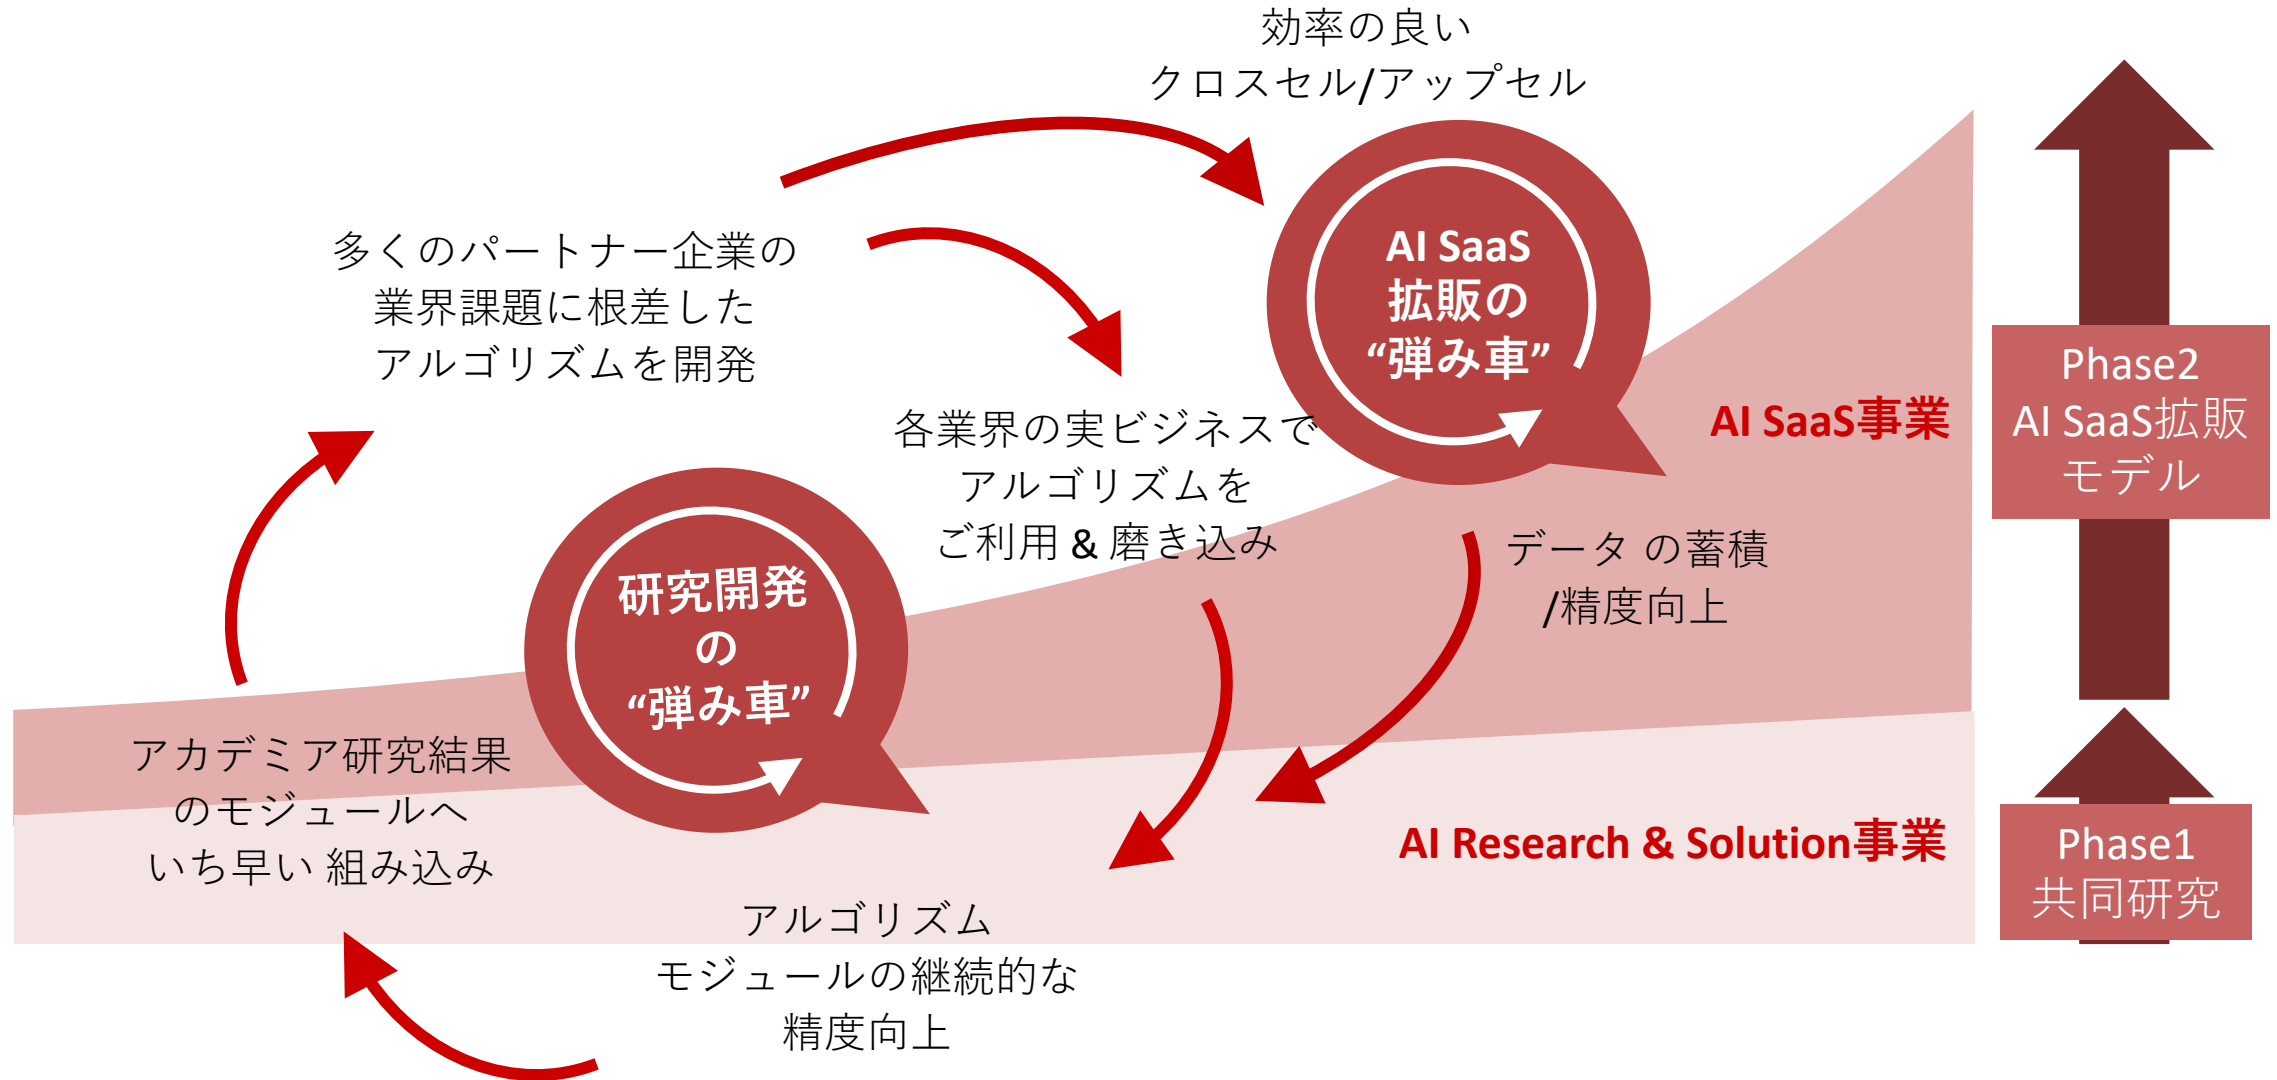 効率の良い
クロスセル/アップセル
多くのパートナー企業の
業界課題に根差した
アルゴリズムを開発
AI SaaS
拡販の
“弾み車”
各業界の実ビジネスで
アルゴリズムを
ご利用 & 磨き込み
AI SaaS事業
Phase2
AI SaaS拡販
モデル
データ の蓄積
/精度向上
研究開発
の
“弾み車”
アカデミア研究結果
のモジュールへ
いち早い 組み込み
AI Research & Solution事業
Phase1
共同研究
アルゴリズム
モジュールの継続的な
精度向上